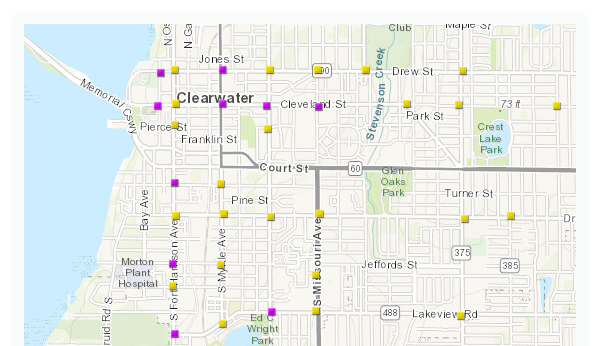 Club
Maple St
N Os
N Ga
Jones St
590
Drew St
Stevenson Creek
Memorial Cswy
Clearwater
Cleveland St
73 ft
Park St
Pierce St
Franklin St
Crest
Lake
Park
Court St
60
Glen
Oaks
Park
Turner St
Bay Ave
Pine St
Dr
S Fort Harrison Ave
S Myrtle Ave
S Missouri Ave
375
Morton
Plant
Hospital
Jeffords St
385
488
Lakeview Rd
Ed C
Wright
Park
ruid Rd S